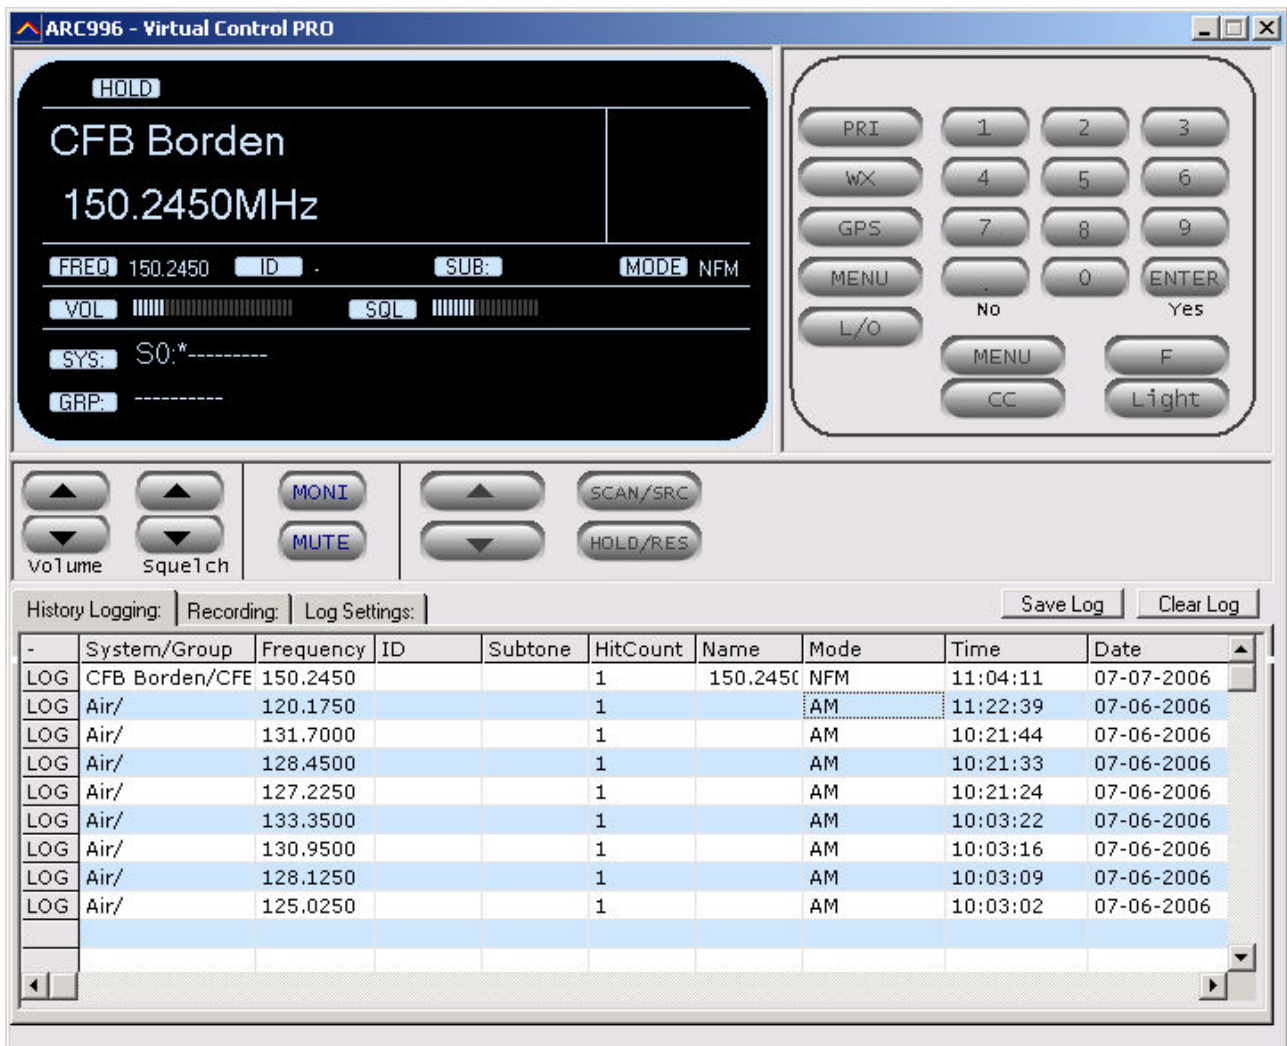 ARC996 - Virtual Control PRO
HOLD
CFB Borden
150.2450MHz
FREQ 150.2450 ID - SUB: MODE NFM
VOL SQL
SYS: S0:*---------
GRP: ----------
PRI 1 2 3
WX 4 5 6
GPS 7 8 9
MENU . 0 ENTER
No Yes
L/O
MENU F
CC Light
MONI SCAN/SRC
MUTE HOLD/RES
Volume Squelch
History Logging: Recording: Log Settings: Save Log Clear Log
- System/Group Frequency ID Subtone HitCount Name Mode Time Date
LOG CFB Borden/CFE 150.2450 1 150.2450 NFM 11:04:11 07-07-2006
LOG Air/ 120.1750 1 AM 11:22:39 07-06-2006
LOG Air/ 131.7000 1 AM 10:21:44 07-06-2006
LOG Air/ 128.4500 1 AM 10:21:33 07-06-2006
LOG Air/ 127.2250 1 AM 10:21:24 07-06-2006
LOG Air/ 133.3500 1 AM 10:03:22 07-06-2006
LOG Air/ 130.9500 1 AM 10:03:16 07-06-2006
LOG Air/ 128.1250 1 AM 10:03:09 07-06-2006
LOG Air/ 125.0250 1 AM 10:03:02 07-06-2006